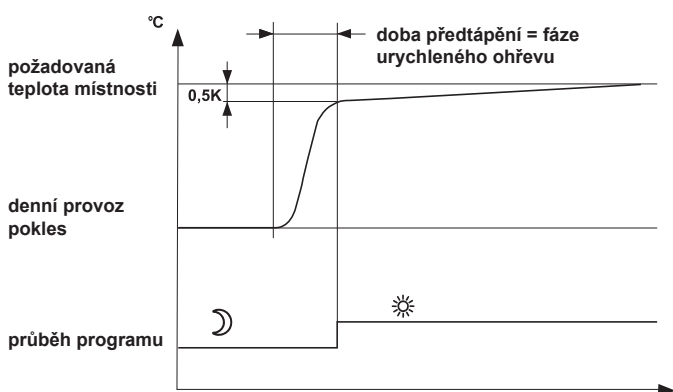 °C
doba předtápění = fáze
urychleného ohřevu
požadovaná
teplota místnosti
0,5K
denní provoz
pokles
průběh programu